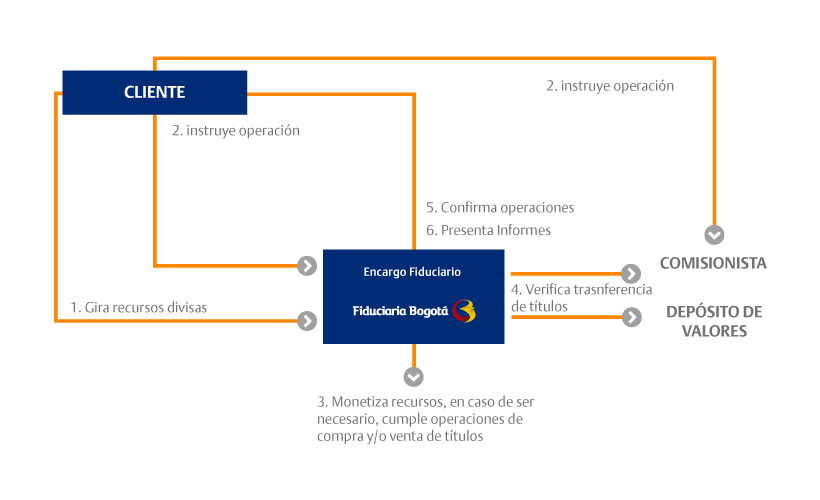 CLIENTE
2. instruye operación
2. instruye operación
5. Confirma operaciones
6. Presenta Informes
Encargo Fiduciario
Fiduciaria Bogotá
COMISIONISTA
1. Gira recursos divisas
4. Verifica trasnferencia
de títulos
DEPÓSITO DE
VALORES
3. Monetiza recursos, en caso de ser
necesario, cumple operaciones de
compra y/o venta de títulos